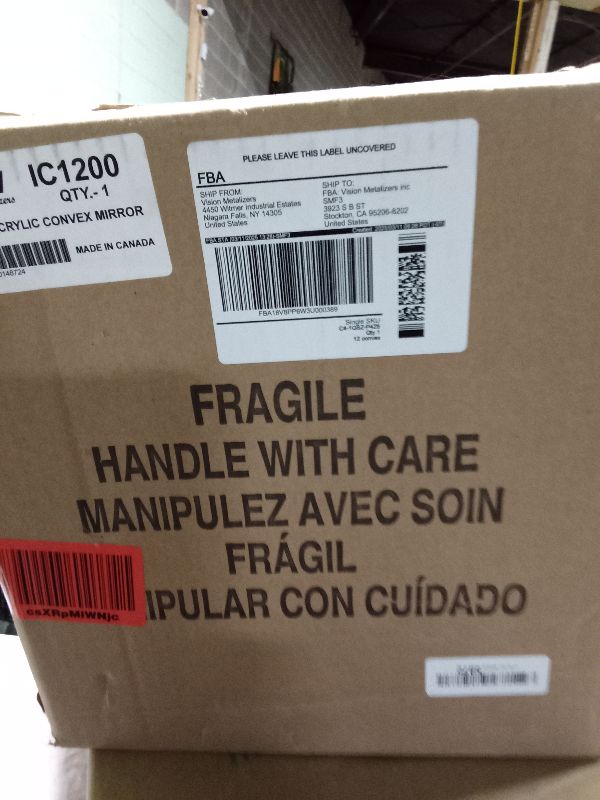 IC1200
QTY.- 1
CRYLIC CONVEX MIRROR
MADE IN CANADA
0148724
PLEASE LEAVE THIS LABEL UNCOVERED
FBA
SHIP FROM:
Vision Metalizers
4450 Witmer Industrial Estates
Niagara Falls, NY 14305
United States
SHIP TO:
FBA: Vision Metalizers inc
SMF3
3923 S B ST
Stockton, CA 95206-8202
United States
FBA18V8PP6W3U000389
Single SKU
Qty 1
FRAGILE
HANDLE WITH CARE
MANIPULEZ AVEC SOIN
FRÁGIL
IPULAR CON CUÍDADO
csXRpMiWNjc